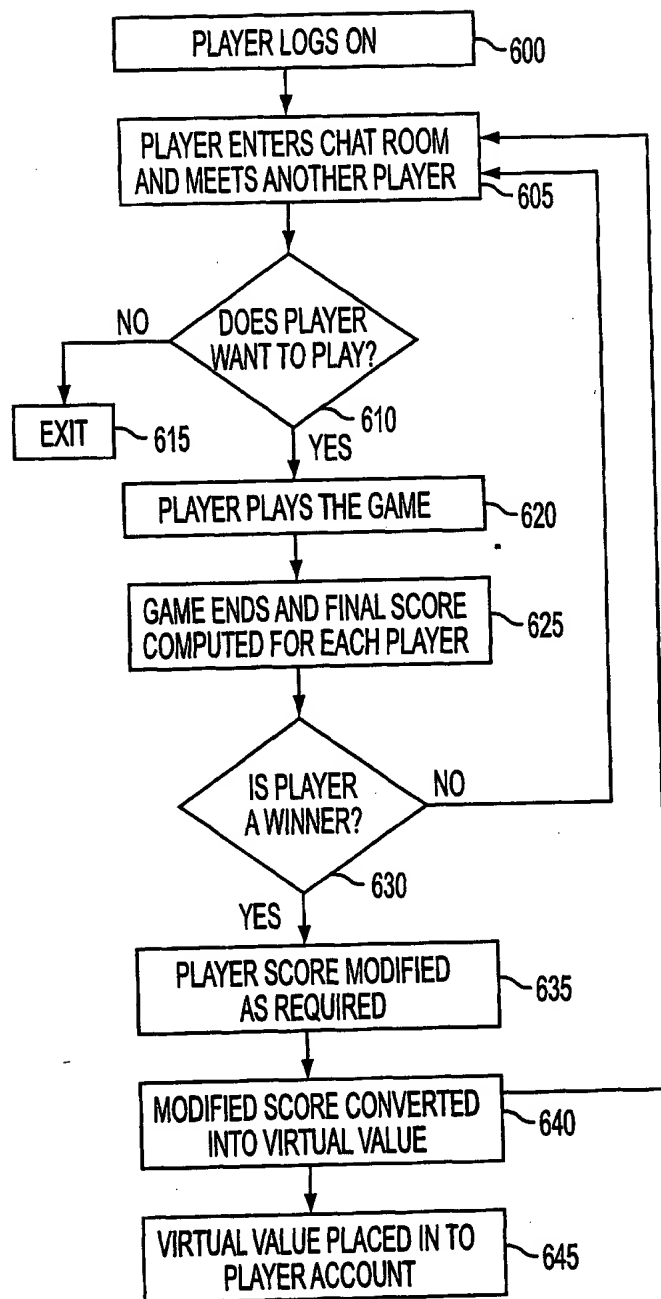 PLAYER LOGS ON
600
PLAYER ENTERS CHAT ROOM
AND MEETS ANOTHER PLAYER
605
NO
DOES PLAYER
WANT TO PLAY?
610
EXIT
615
YES
PLAYER PLAYS THE GAME
620
GAME ENDS AND FINAL SCORE
COMPUTED FOR EACH PLAYER
625
IS PLAYER
A WINNER?
NO
630
YES
PLAYER SCORE MODIFIED
AS REQUIRED
635
MODIFIED SCORE CONVERTED
INTO VIRTUAL VALUE
640
VIRTUAL VALUE PLACED IN TO
PLAYER ACCOUNT
645